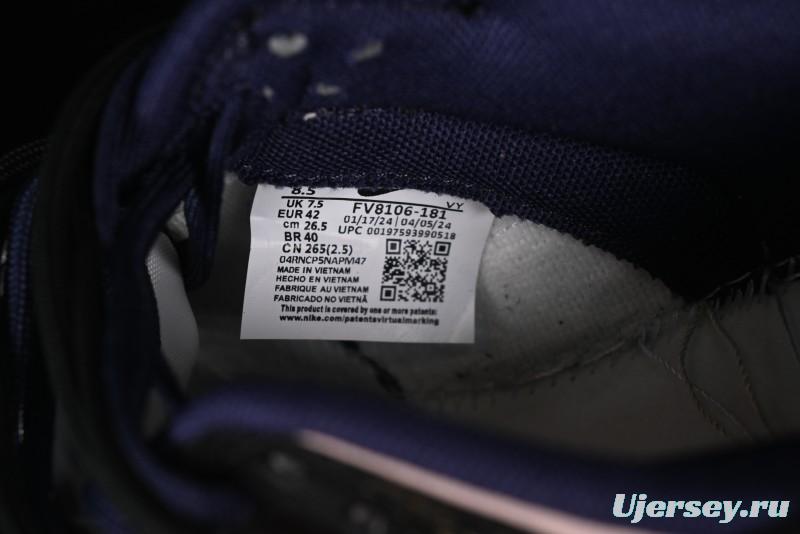 8.5
UK 7.5
EUR 42
cm 26.5
BR 40
CN 265(2.5)
VY
FV8106-181
01/17/24 | 04/05/24
UPC 00197593990518
04RNCP5NAPM47
MADE IN VIETNAM
HECHO EN VIETNAM
FABRIQUE AU VIETNAM
FABRICADO NO VIETNÃ
This product is covered by one or more patents:
www.nike.com/patentsvirtualmarking
Ujersey.ru